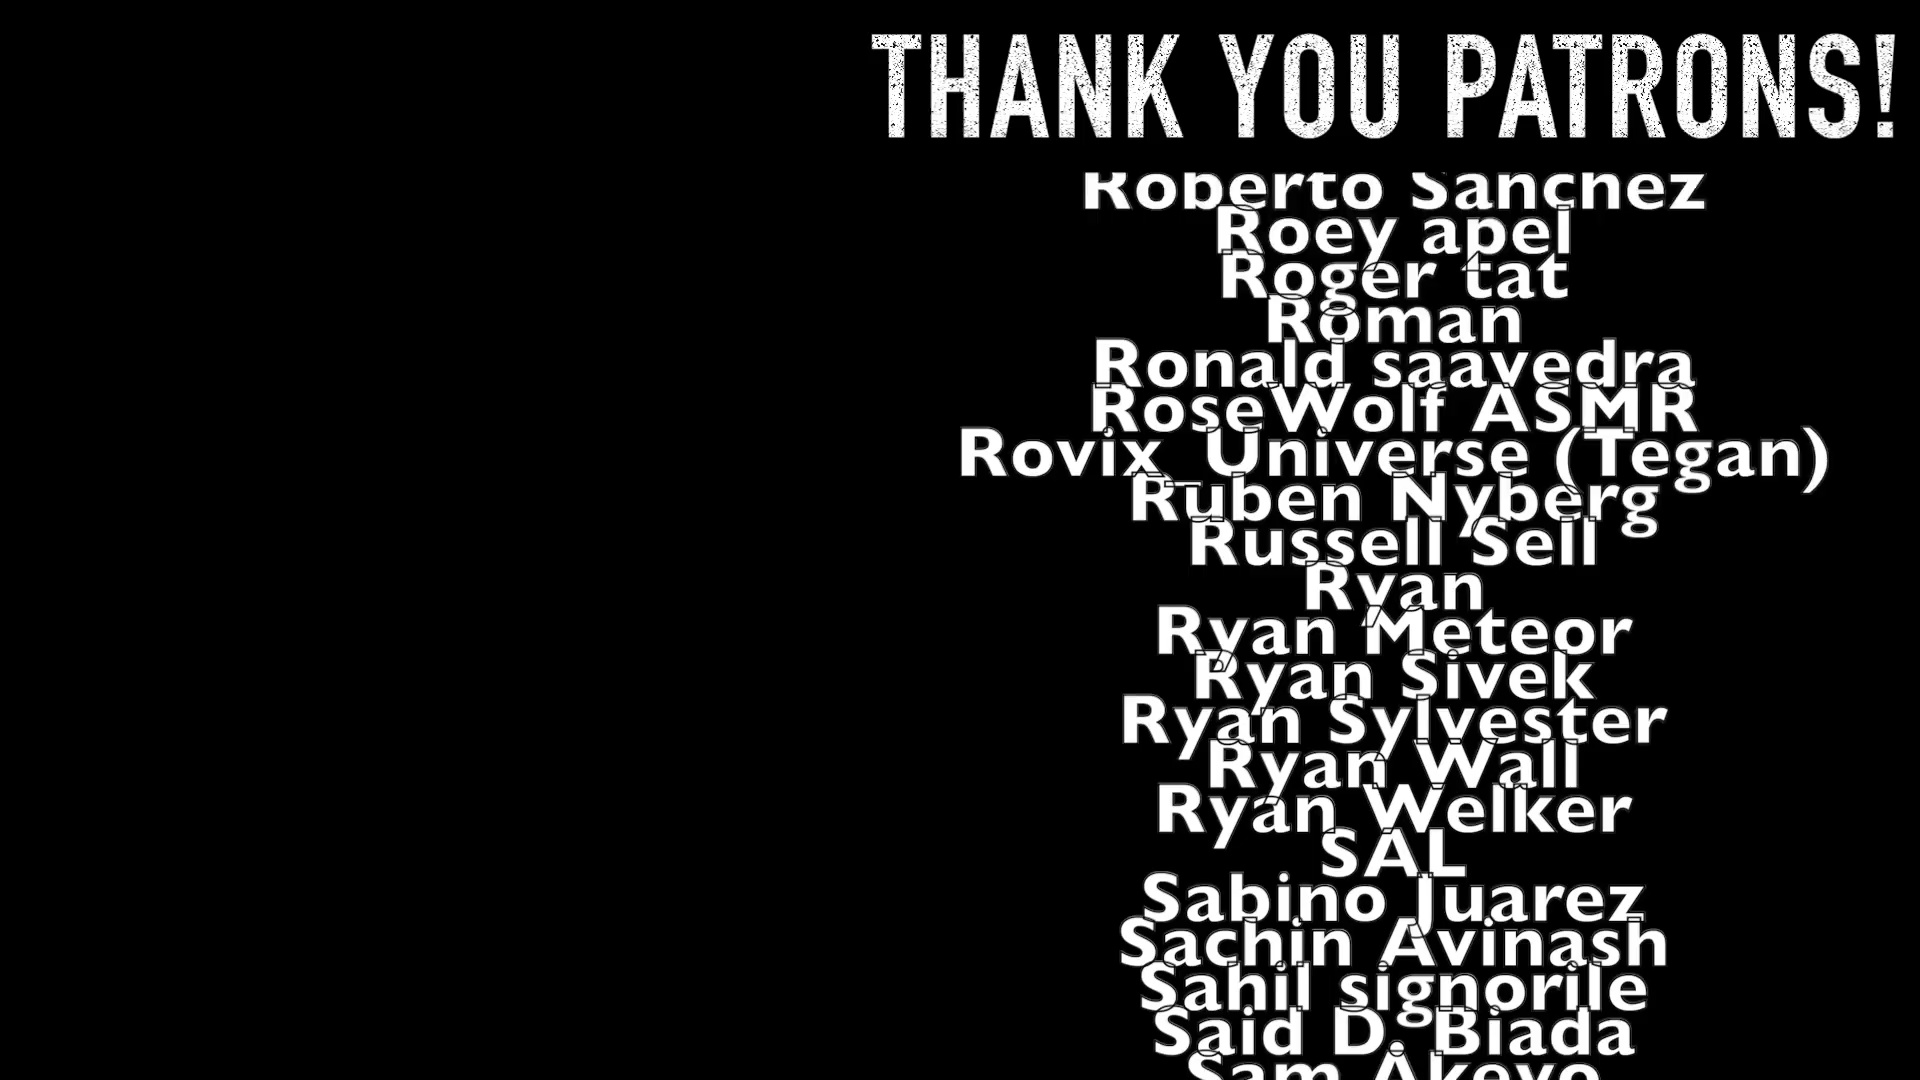 THANK YOU PATRONS!
Roberto Sanchez
Roey apel
Roger tat
Roman
Ronald saavedra
RoseWolf ASMR
Rovix_Universe (Tegan)
Ruben Nyberg
Russell Sell
Ryan
Ryan Meteor
Ryan Sivek
Ryan Sylvester
Ryan Wall
Ryan Welker
SAL
Sabino Juarez
Sachin Avinash
Sahil signorile
Said D. Biada
Sam